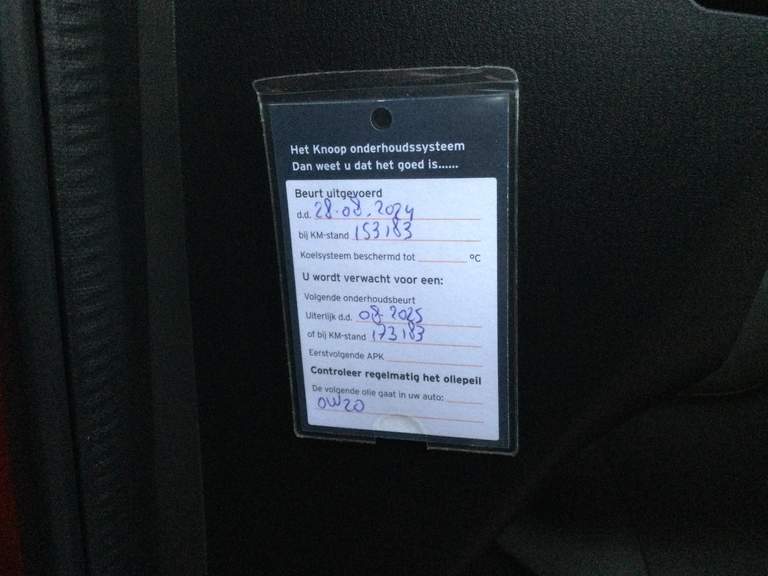 Het Knoop onderhoudssysteem
Dan weet u dat het goed is......
Beurt uitgevoerd
d.d. 28-08.2024
bij KM-stand 153183
Koelsysteem beschermd tot °C
U wordt verwacht voor een:
Volgende onderhoudsbeurt
Uiterlijk d.d. 08-2025
of bij KM-stand 173183
Eerstvolgende APK
Controleer regelmatig het oliepeil
De volgende olie gaat in uw auto:
0W20